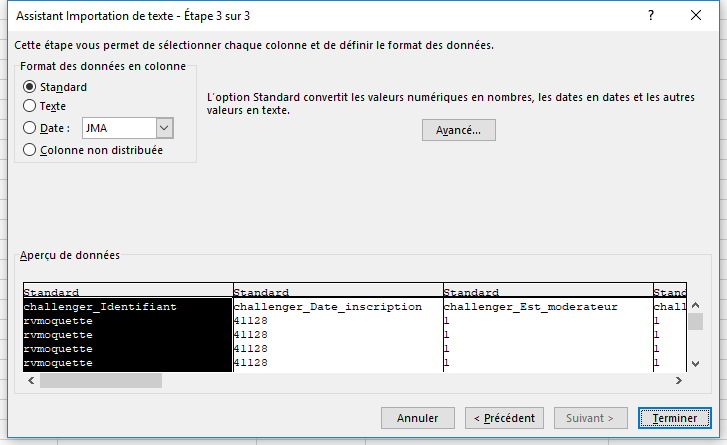 Assistant Importation de texte - Étape 3 sur 3
?
Cette étape vous permet de sélectionner chaque colonne et de définir le format des données.
Format des données en colonne
Standard
Texte
Date :
JMA
Colonne non distribuée
L'option Standard convertit les valeurs numériques en nombres, les dates en dates et les autres
valeurs en texte.
Avancé...
Aperçu de données
Standard Standard Standard Stand
challenger_Identifiant challenger_Date_inscription challenger_Est_moderateur chall
rvmoquette 41128 1 1
rvmoquette 41128 1 1
rvmoquette 41128 1 1
rvmoquette 41128 1 1
Annuler
< Précédent
Suivant >
Terminer